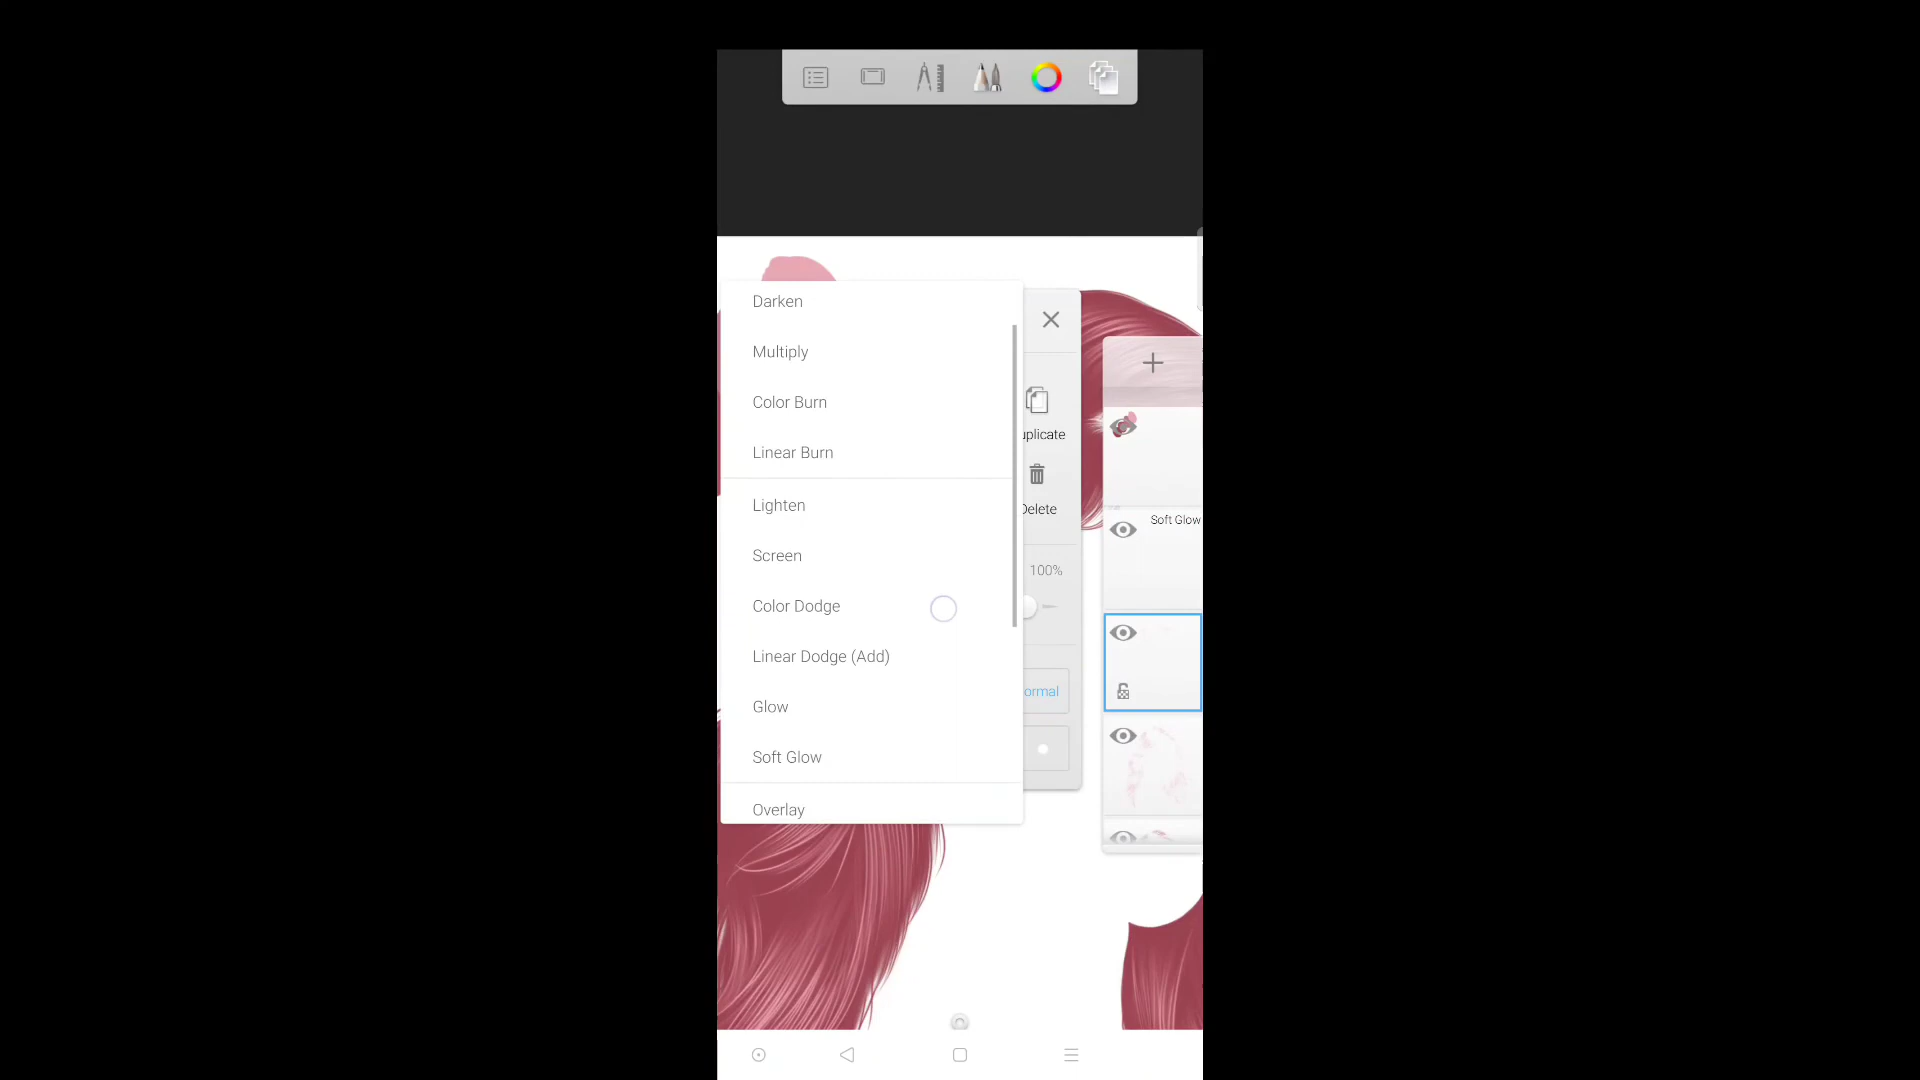 Darken
Multiply
Color Burn
Linear Burn
Lighten
Screen
Color Dodge
Linear Dodge (Add)
Glow
Soft Glow
Overlay
uplicate
Delete
100%
ormal
Soft Glow